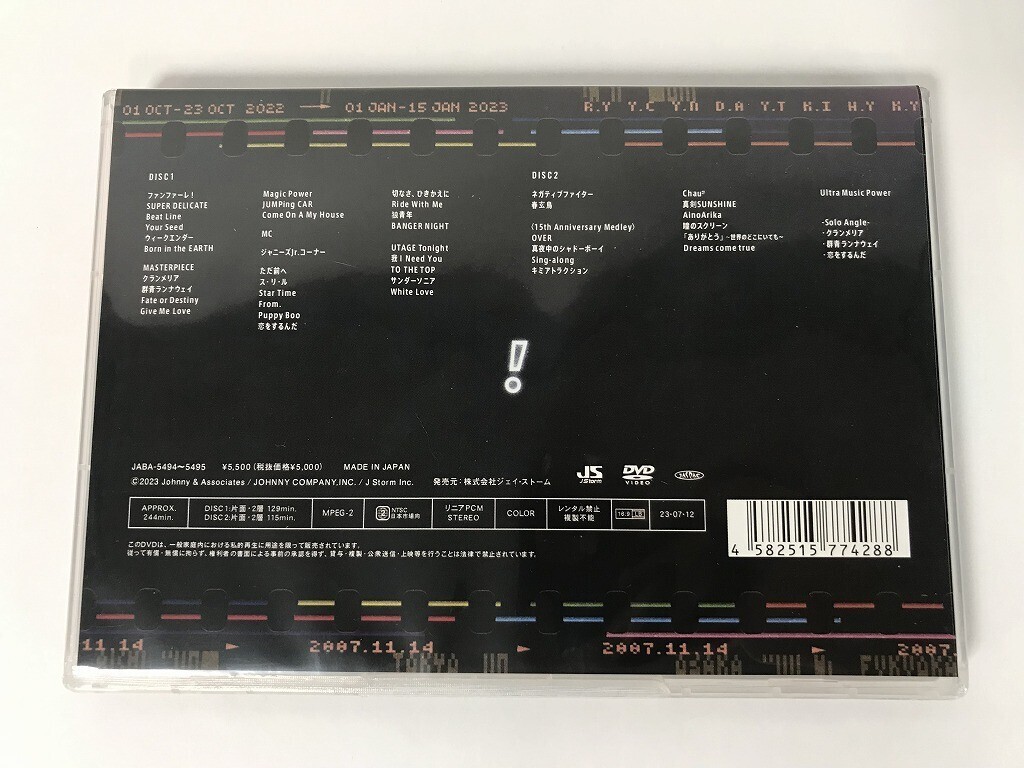 01 OCT-23 OCT 2022 → 01 JAN-15 JAN 2023
R.Y Y.C Y.N D.A Y.T K.I H.Y K.Y
DISC1
ファンファーレ！
SUPER DELICATE
Beat Line
Your Seed
ウィークエンダー
Born in the EARTH
MASTERPIECE
クランメリア
群青ランナウェイ
Fate or Destiny
Give Me Love
Magic Power
JUMPing CAR
Come On A My House
MC
ジャニーズJr.コーナー
ただ前へ
ス・リ・ル
Star Time
From.
Puppy Boo
恋をするんだ
切なさ、ひきかえに
Ride With Me
狼青年
BANGER NIGHT
UTAGE Tonight
我 I Need You
TO THE TOP
サンダーソニア
White Love
DISC2
ネガティブファイター
春玄鳥
〈15th Anniversary Medley〉
OVER
真夜中のシャドーボーイ
Sing-along
キミアトラクション
Chau#
真剣SUNSHINE
AinoArika
瞳のスクリーン
「ありがとう」～世界のどこにいても～
Dreams come true
Ultra Music Power
-Solo Angle-
・クランメリア
・群青ランナウェイ
・恋をするんだ
!
JABA-5494～5495 ¥5,500 (税抜価格¥5,000) MADE IN JAPAN
©2023 Johnny & Associates / JOHNNY COMPANY,INC. / J Storm Inc. 発売元：株式会社ジェイ・ストーム
JS
J Storm
DVD
VIDEO
APPROX.
244min.
DISC1:片面・2層 129min.
DISC2:片面・2層 115min.
MPEG-2
2
NTSC
日本市場向
リニアPCM
STEREO
COLOR
レンタル禁止
複製不能
16:9 LB
23・07・12
このDVDは、一般家庭内における私的再生に用途を限って販売されています。
従って有償・無償に拘らず、権利者の書面による事前の承認を得ず、貸与・複製・公衆送信・上映等を行うことは法律で禁止されています。
4 582515 774288
11.14
2007.11.14
2007.11.14
2007.